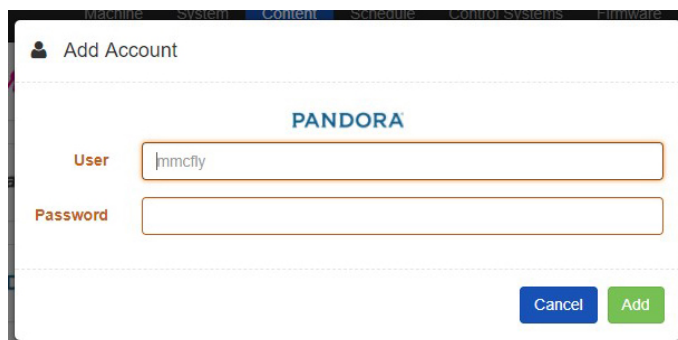 Machine System Content Schedule Control Systems Firmware
Add Account
PANDORA
User mmcfly
Password
Cancel Add